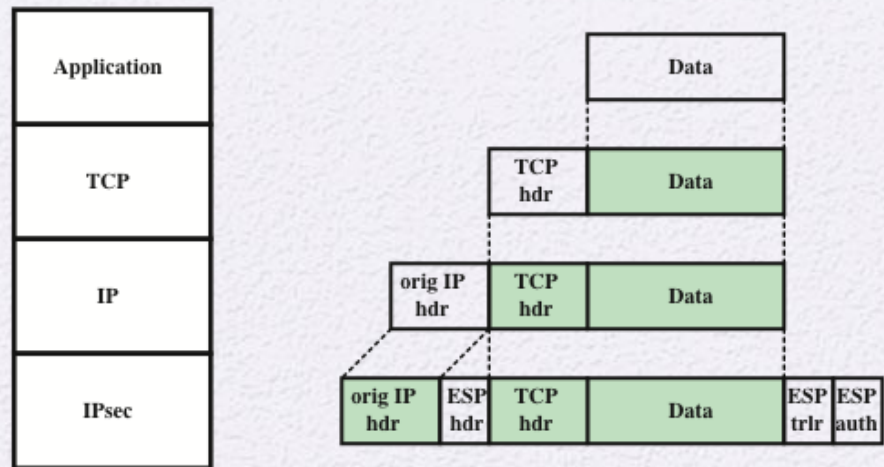 Application
Data
TCP
TCP
hdr
Data
IP
orig IP
hdr
TCP
hdr
Data
IPsec
orig IP
hdr
ESP
hdr
TCP
hdr
Data
ESP
trlr
ESP
auth